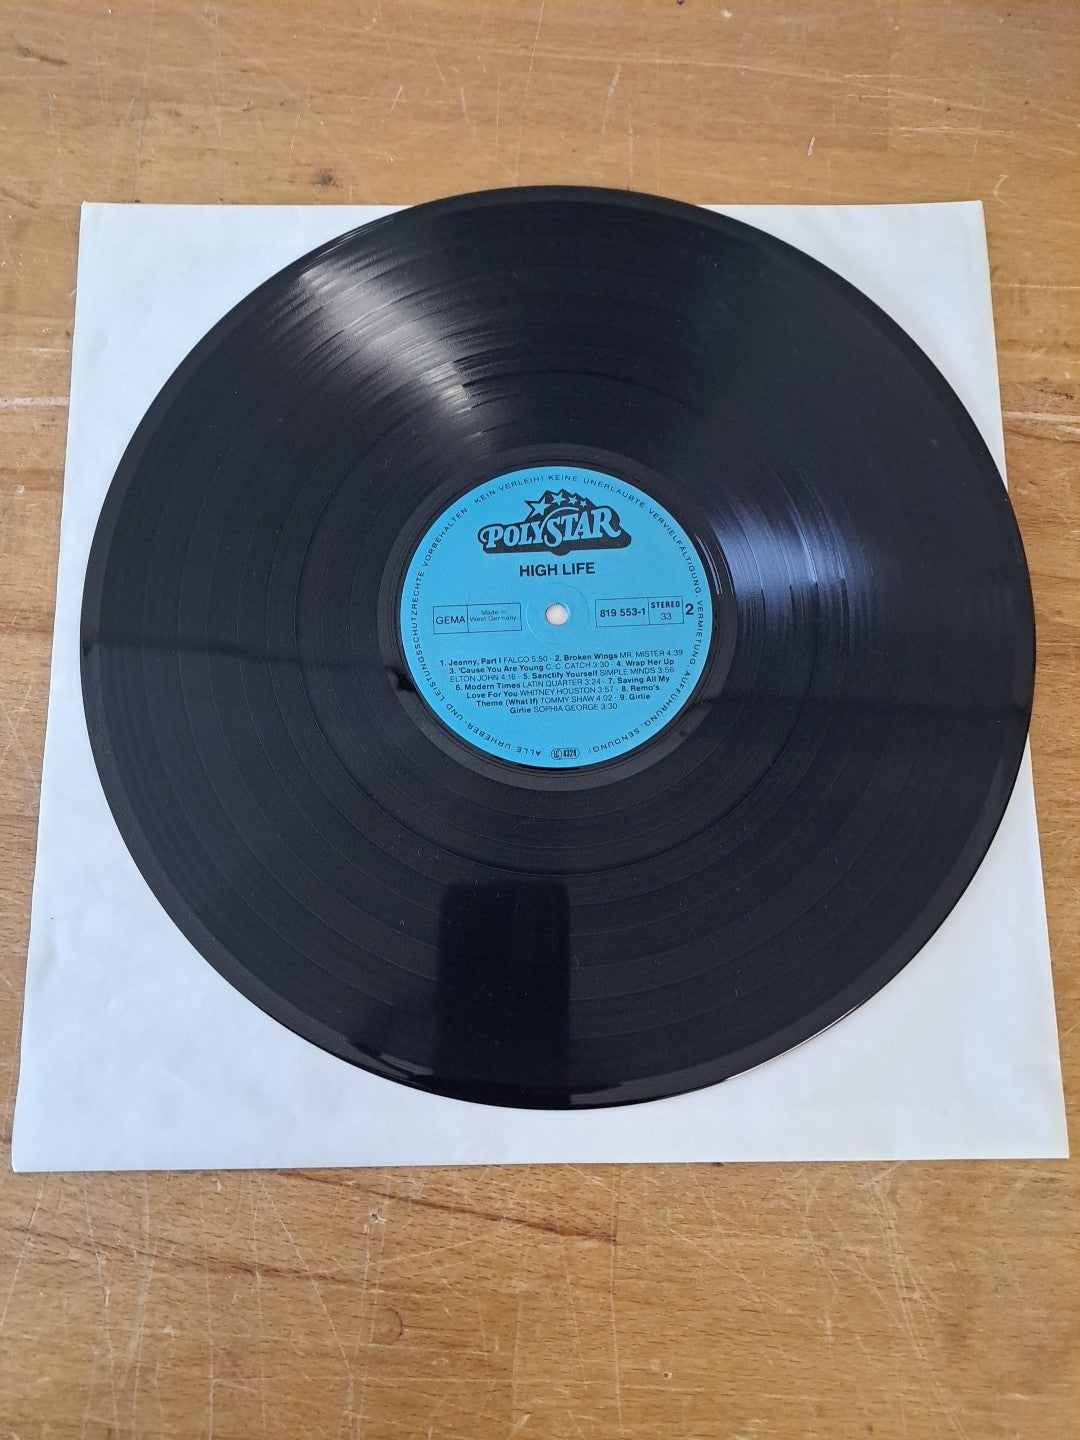 KEIN VERLEIH! KEINE UNERLAUBTE VERVIELFÄLTIGUNG, VERMIETUNG, AUFFÜHRUNG, SENDUNG!
ALLE URHEBER- UND LEISTUNGSSCHUTZRECHTE VORBEHALTEN ·
POLYSTAR
HIGH LIFE
GEMA Made in West Germany
819 553-1 STEREO 33 2
1. Jeanny, Part I FALCO 5:50 · 2. Broken Wings MR. MISTER 4:39
3. 'Cause You Are Young C. C. CATCH 3:30 · 4. Wrap Her Up
ELTON JOHN 4:16 · 5. Sanctify Yourself SIMPLE MINDS 3:56
6. Modern Times LATIN QUARTER 3:24 · 7. Saving All My
Love For You WHITNEY HOUSTON 3:57 · 8. Remo's
Theme (What If) TOMMY SHAW 4:02 · 9. Girlie
Girlie SOPHIA GEORGE 3:30
LC 4324